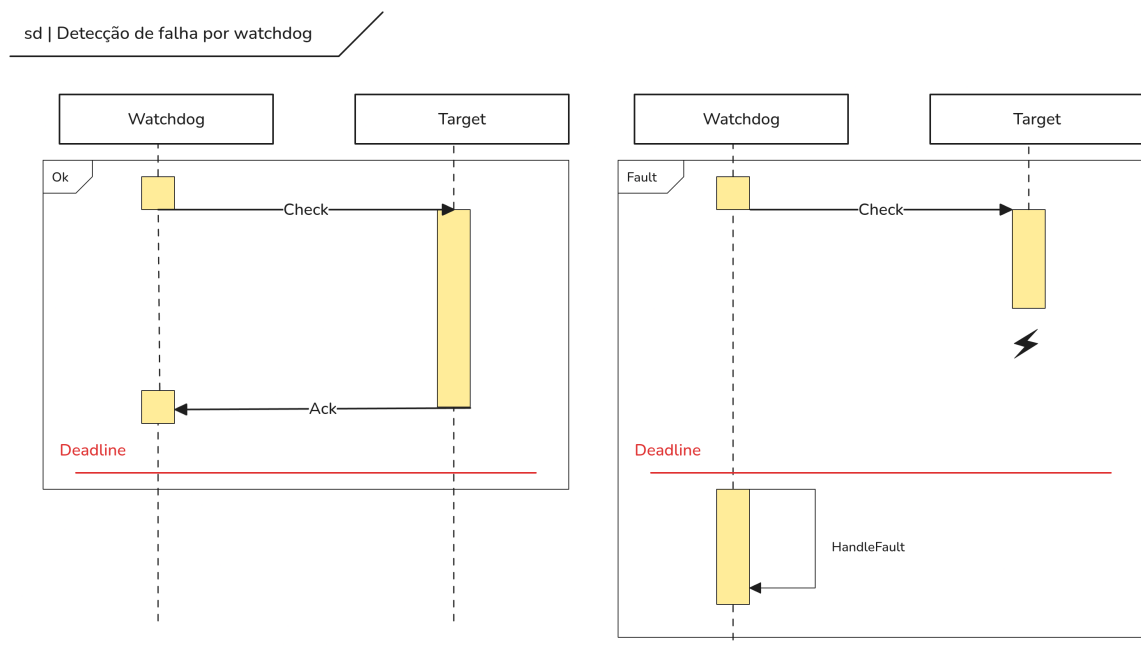 sd | Detecção de falha por watchdog
Watchdog
Target
Ok
Check
Ack
Deadline
Watchdog
Target
Fault
Check
Deadline
HandleFault